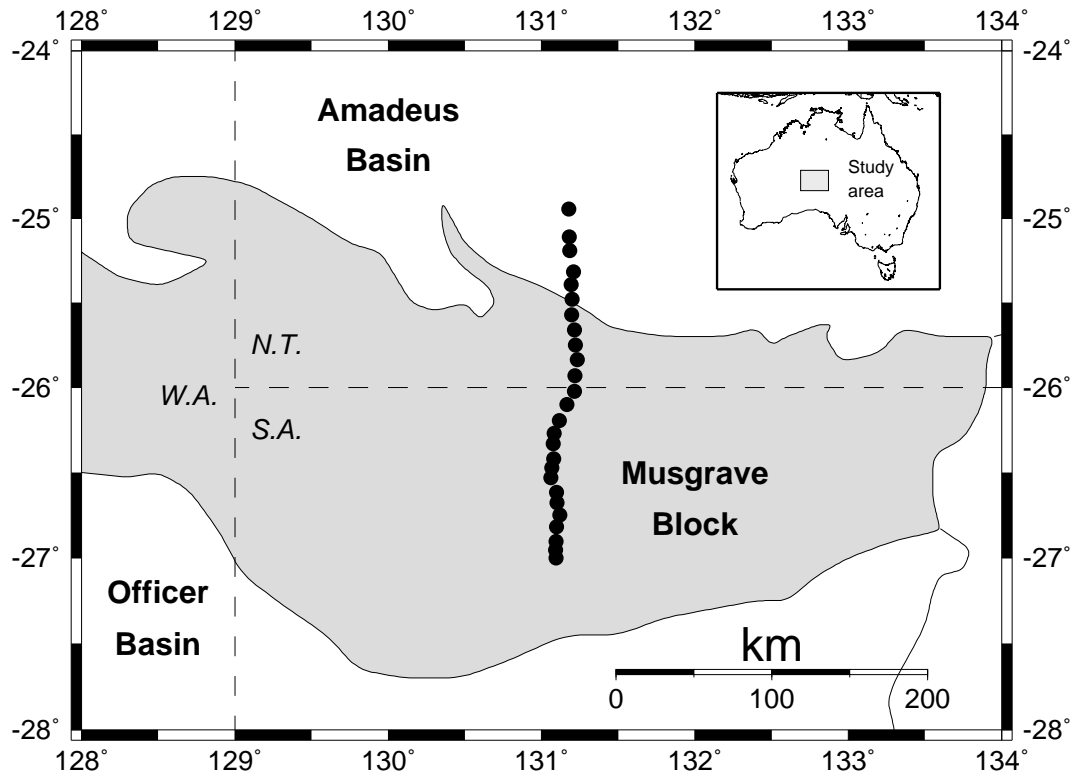 128˚ 129˚ 130˚ 131˚ 132˚ 133˚ 134˚
-24˚ -24˚
Amadeus
Basin
Study
area
-25˚ -25˚
N.T.
-26˚ -26˚
W.A.
S.A.
Musgrave
Block
-27˚ -27˚
Officer
Basin
km
0 100 200
-28˚ -28˚
128˚ 129˚ 130˚ 131˚ 132˚ 133˚ 134˚